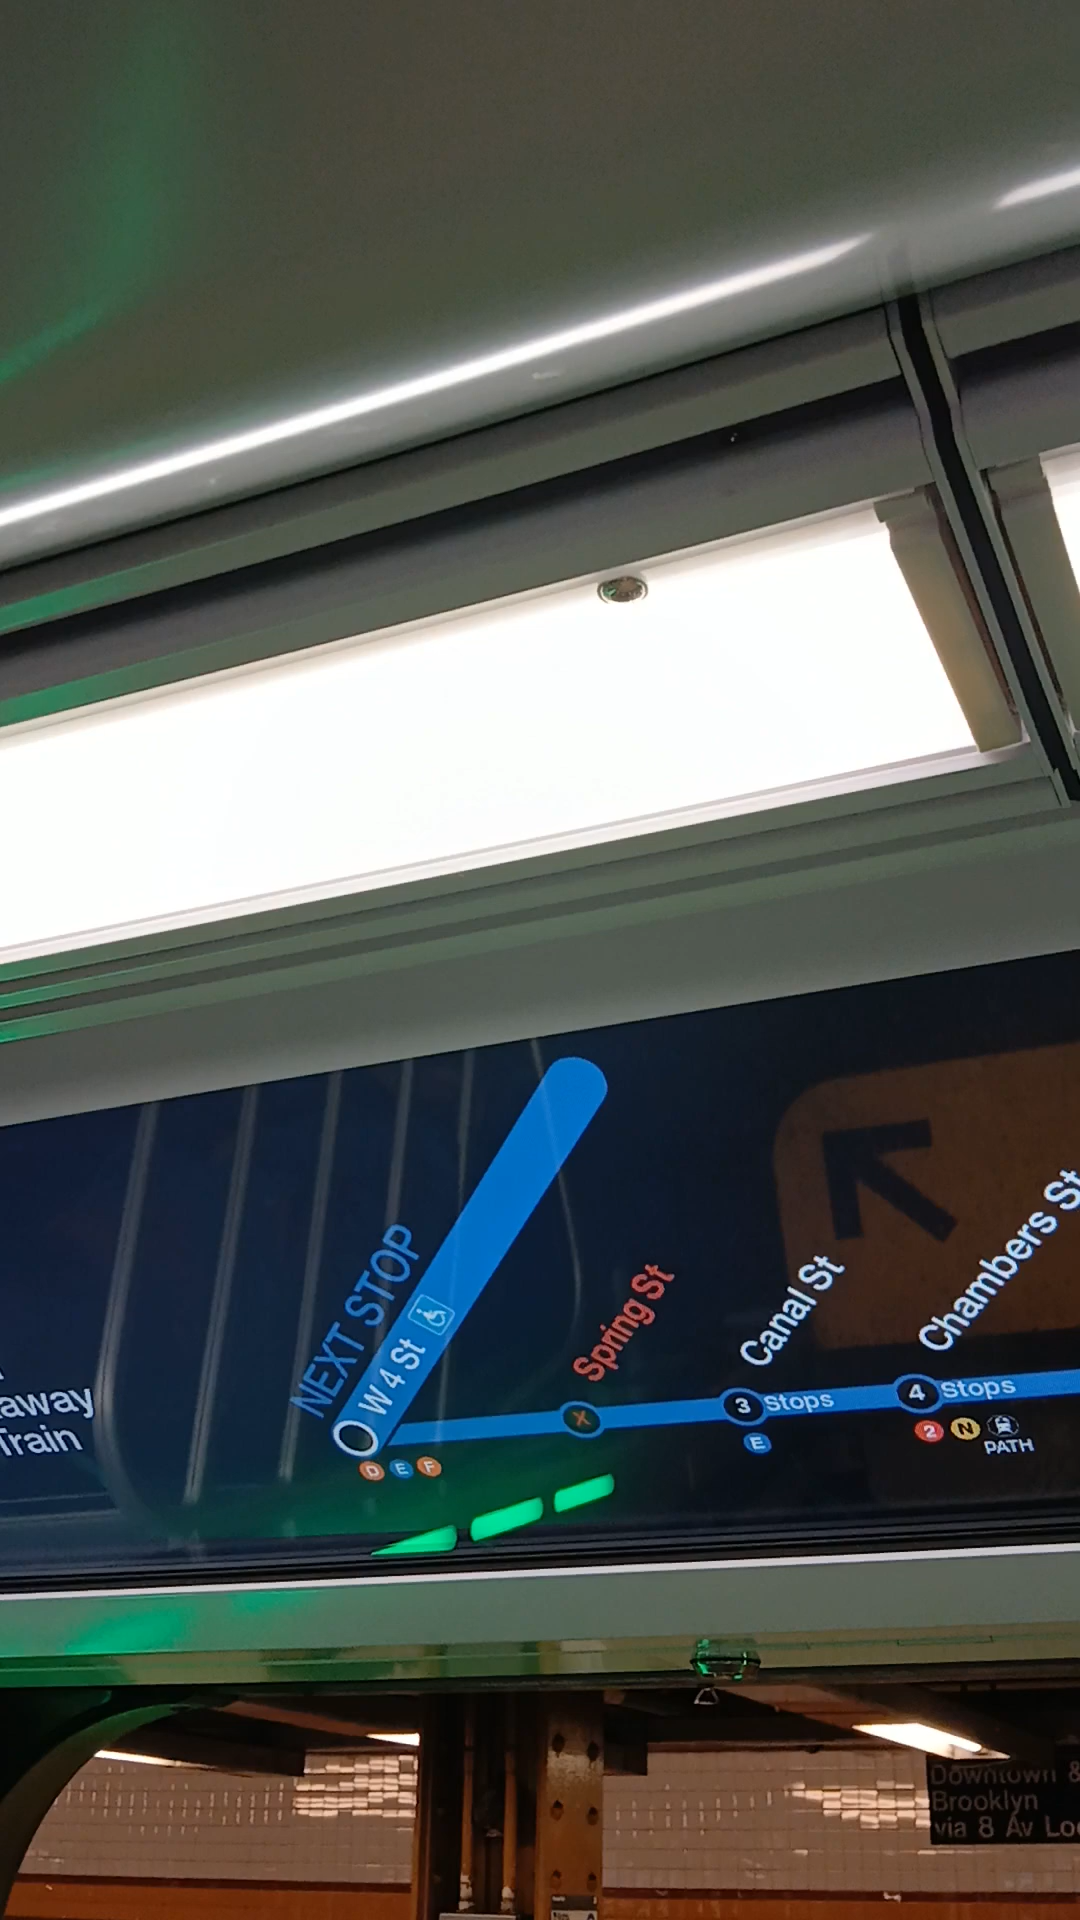 away
Train
NEXT STOP
W 4 St
D E F
Spring St
X
Canal St
3 Stops
E
Chambers St
4 Stops
2 N
PATH
Downtown &
Brooklyn
via 8 Av Loc